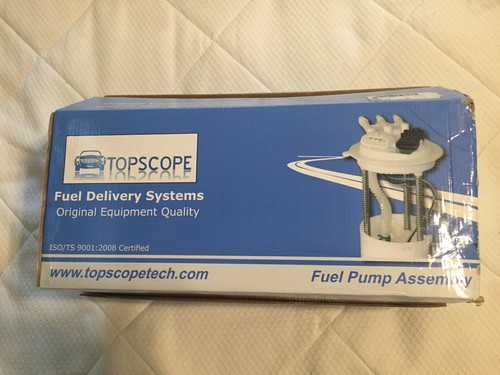 TOPSCOPE
Fuel Delivery Systems
Original Equipment Quality
ISO/TS 9001:2008 Certified
www.topscopetech.com
Fuel Pump Assembly